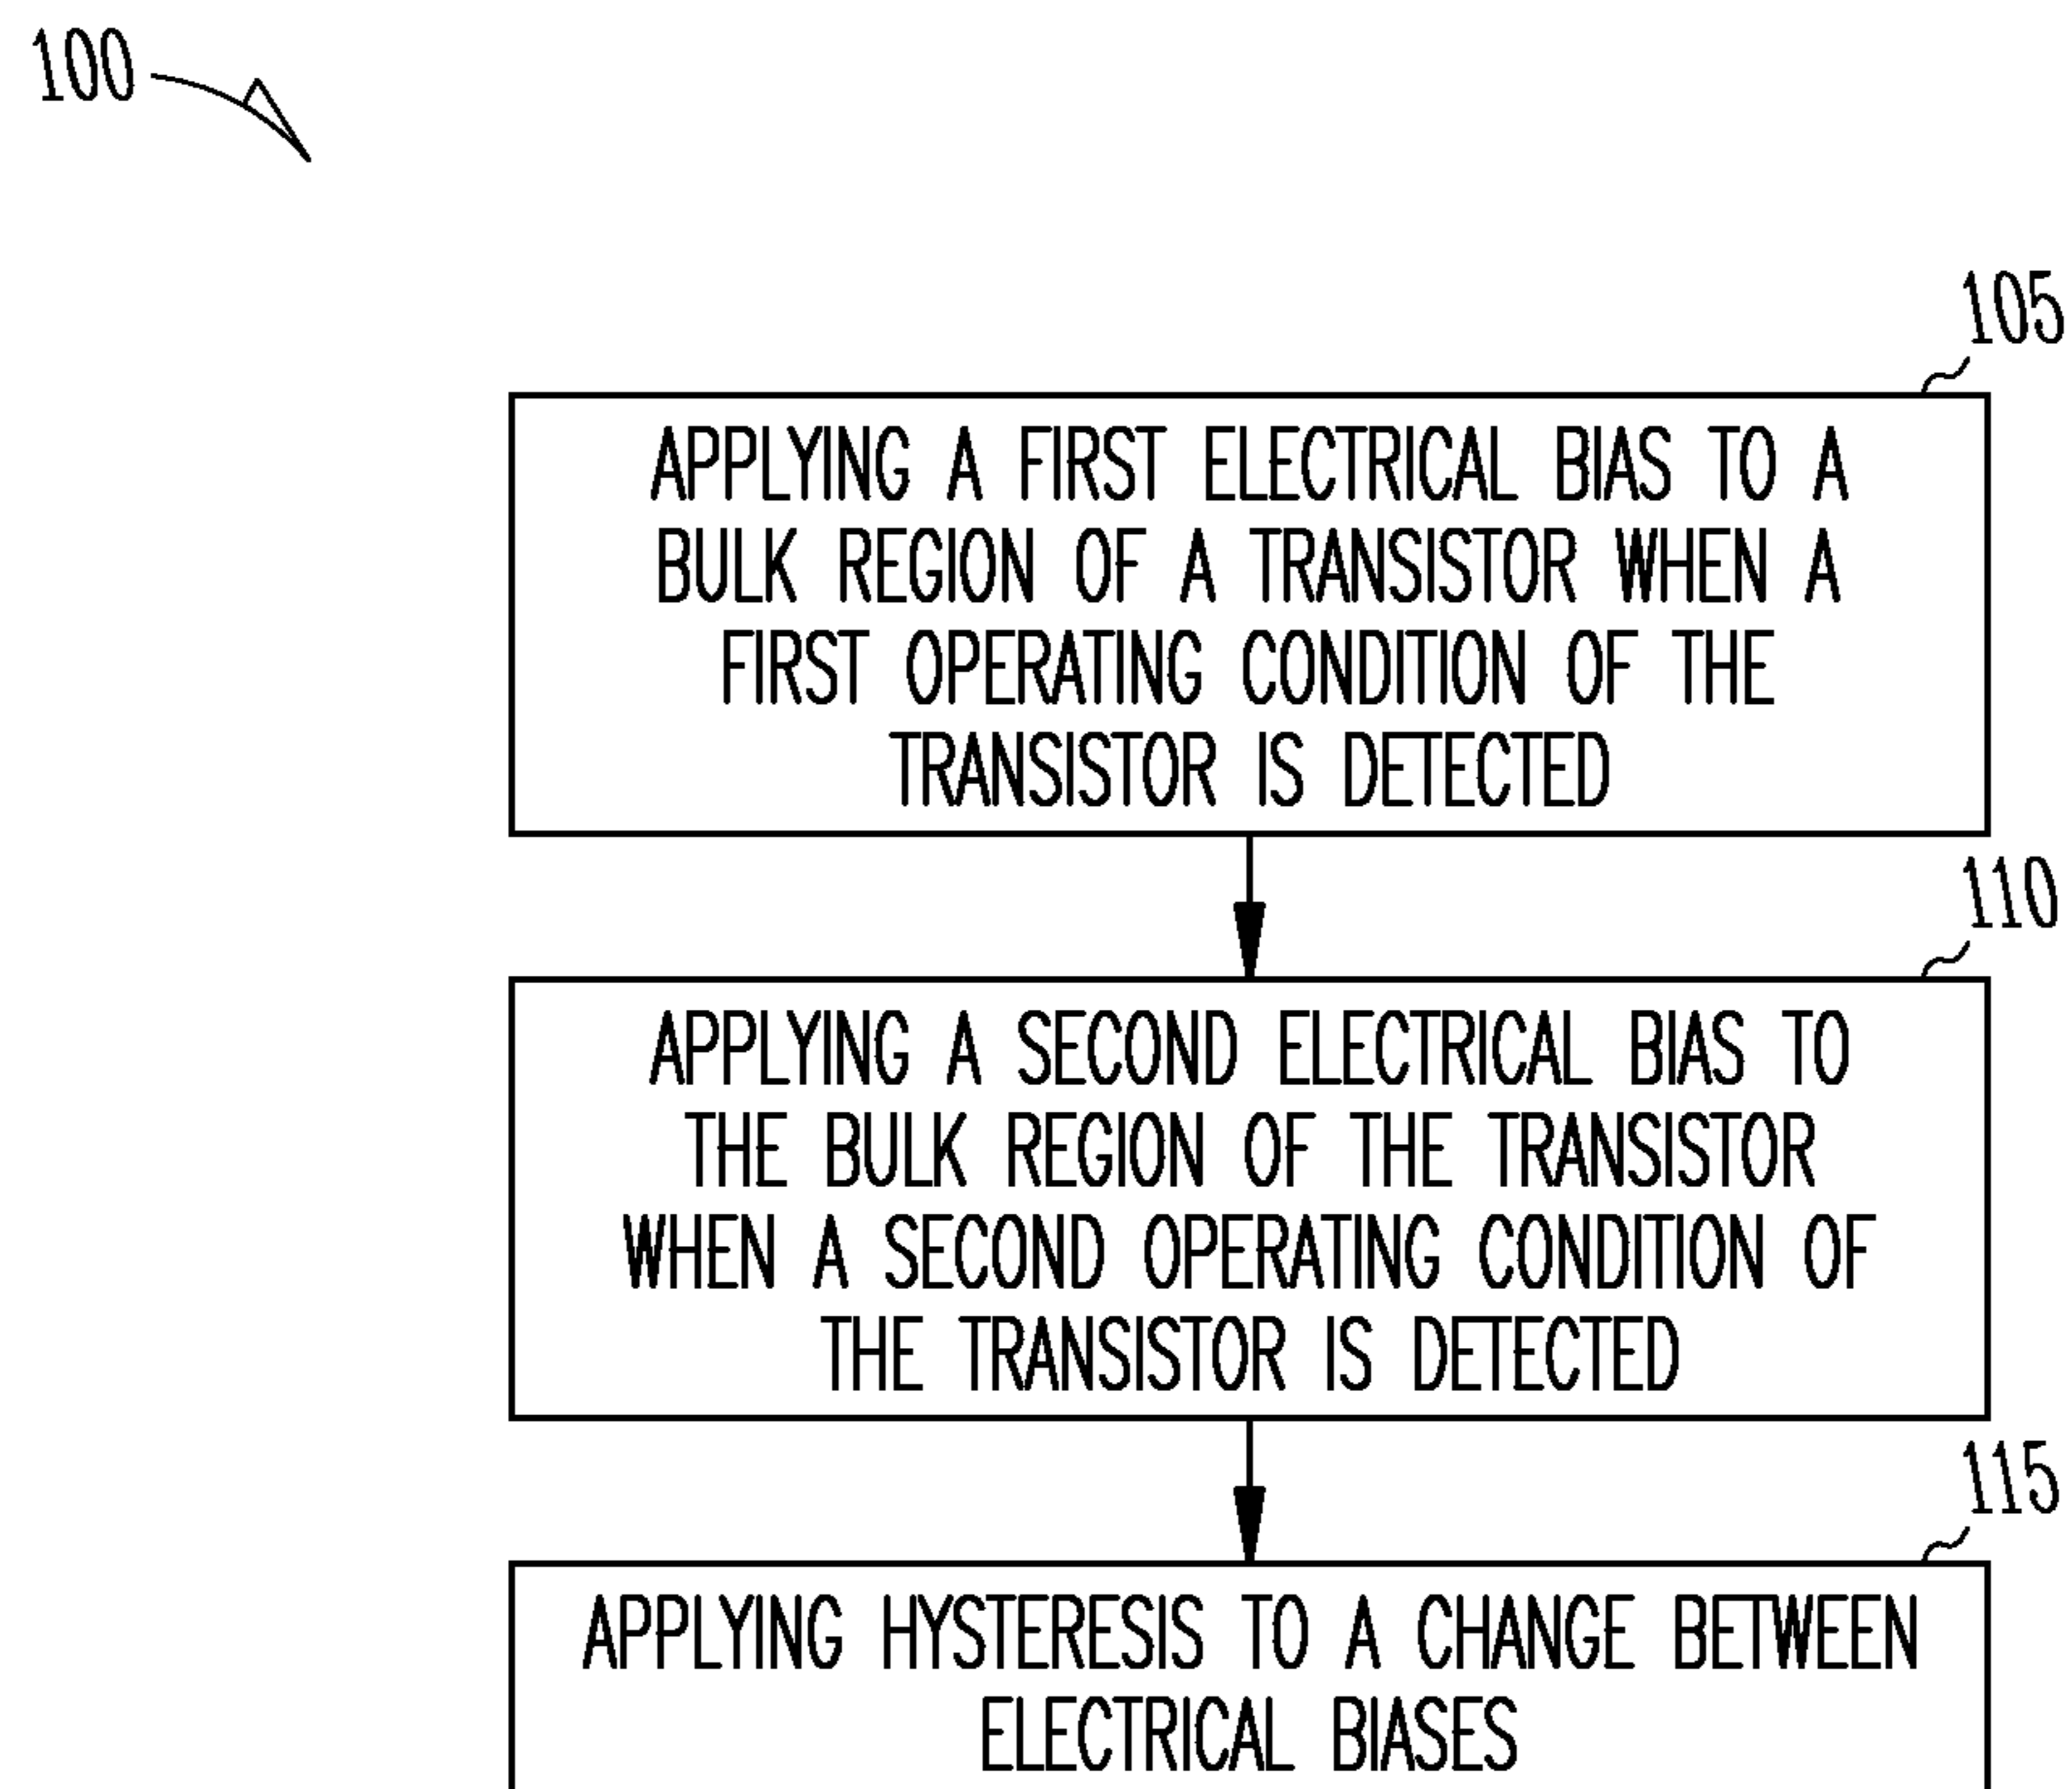 100
105
APPLYING A FIRST ELECTRICAL BIAS TO A
BULK REGION OF A TRANSISTOR WHEN A
FIRST OPERATING CONDITION OF THE
TRANSISTOR IS DETECTED
110
APPLYING A SECOND ELECTRICAL BIAS TO
THE BULK REGION OF THE TRANSISTOR
WHEN A SECOND OPERATING CONDITION OF
THE TRANSISTOR IS DETECTED
115
APPLYING HYSTERESIS TO A CHANGE BETWEEN
ELECTRICAL BIASES